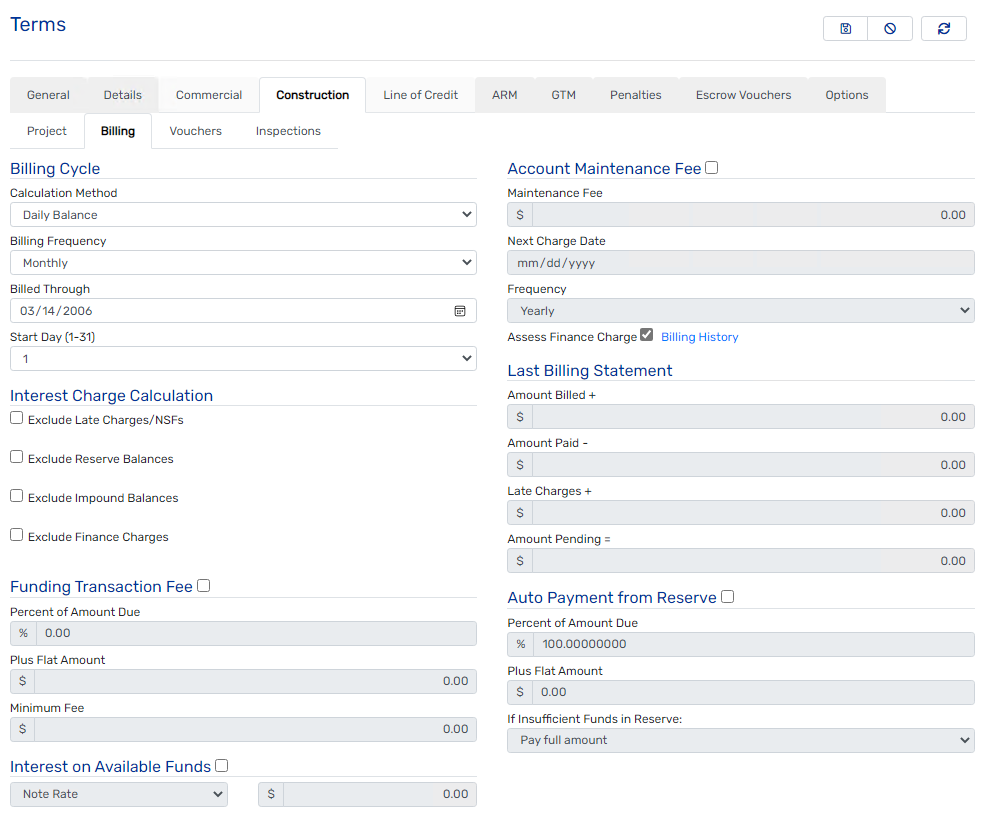 Terms
General Details Commercial Construction Line of Credit ARM GTM Penalties Escrow Vouchers Options
Project Billing Vouchers Inspections
Billing Cycle
Calculation Method
Daily Balance
Billing Frequency
Monthly
Billed Through
03/14/2006
Start Day (1-31)
1
Interest Charge Calculation
Exclude Late Charges/NSFs
Exclude Reserve Balances
Exclude Impound Balances
Exclude Finance Charges
Funding Transaction Fee
Percent of Amount Due
% 0.00
Plus Flat Amount
$ 0.00
Minimum Fee
$ 0.00
Interest on Available Funds
Note Rate $ 0.00
Account Maintenance Fee
Maintenance Fee
$ 0.00
Next Charge Date
mm/dd/yyyy
Frequency
Yearly
Assess Finance Charge Billing History
Last Billing Statement
Amount Billed +
$ 0.00
Amount Paid -
$ 0.00
Late Charges +
$ 0.00
Amount Pending =
$ 0.00
Auto Payment from Reserve
Percent of Amount Due
% 100.00000000
Plus Flat Amount
$ 0.00
If Insufficient Funds in Reserve:
Pay full amount